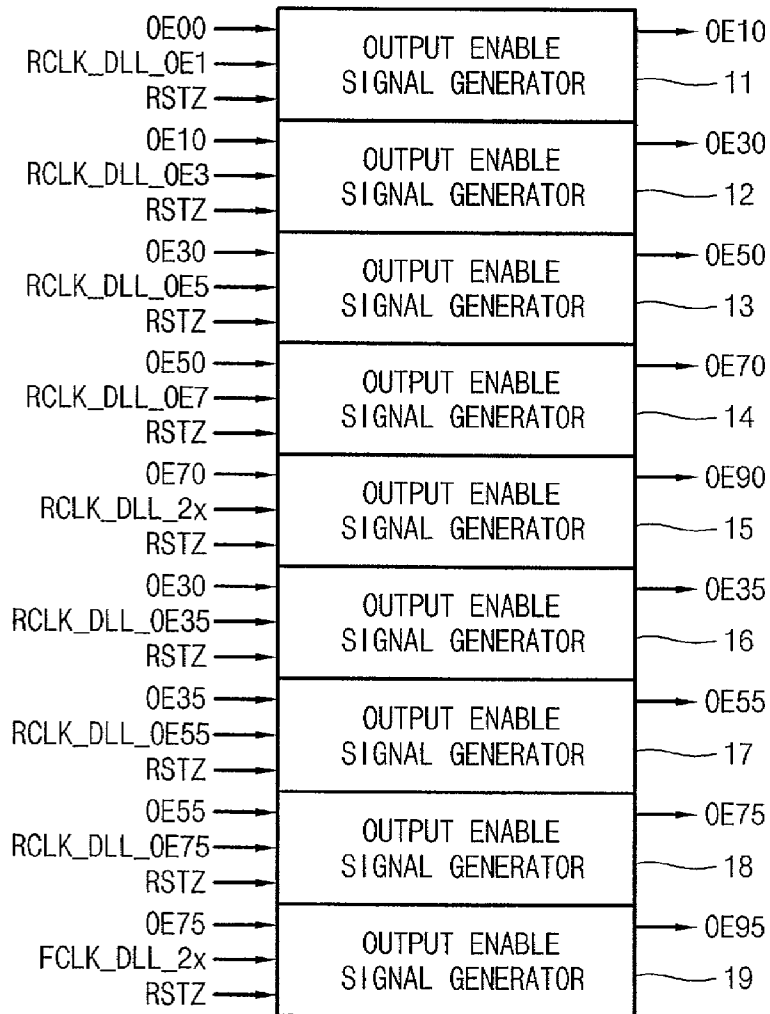 OE00 OUTPUT ENABLE OE10
RCLK_DLL_OE1 SIGNAL GENERATOR 11
RSTZ
OE10 OUTPUT ENABLE OE30
RCLK_DLL_OE3 SIGNAL GENERATOR 12
RSTZ
OE30 OUTPUT ENABLE OE50
RCLK_DLL_OE5 SIGNAL GENERATOR 13
RSTZ
OE50 OUTPUT ENABLE OE70
RCLK_DLL_OE7 SIGNAL GENERATOR 14
RSTZ
OE70 OUTPUT ENABLE OE90
RCLK_DLL_2x SIGNAL GENERATOR 15
RSTZ
OE30 OUTPUT ENABLE OE35
RCLK_DLL_OE35 SIGNAL GENERATOR 16
RSTZ
OE35 OUTPUT ENABLE OE55
RCLK_DLL_OE55 SIGNAL GENERATOR 17
RSTZ
OE55 OUTPUT ENABLE OE75
RCLK_DLL_OE75 SIGNAL GENERATOR 18
RSTZ
OE75 OUTPUT ENABLE OE95
FCLK_DLL_2x SIGNAL GENERATOR 19
RSTZ